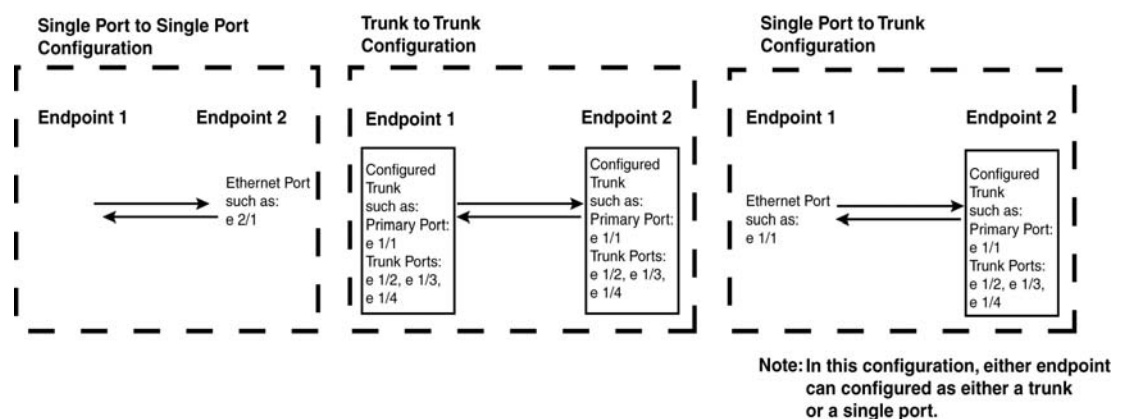 Single Port to Single Port
Configuration
Endpoint 1
Endpoint 2
Ethernet Port
such as:
e 2/1
Trunk to Trunk
Configuration
Endpoint 1
Endpoint 2
Configured
Trunk
such as:
Primary Port:
e 1/1
Trunk Ports:
e 1/2, e 1/3,
e 1/4
Configured
Trunk
such as:
Primary Port:
e 1/1
Trunk Ports:
e 1/2, e 1/3,
e 1/4
Single Port to Trunk
Configuration
Endpoint 1
Endpoint 2
Ethernet Port
such as:
e 1/1
Configured
Trunk
such as:
Primary Port:
e 1/1
Trunk Ports:
e 1/2, e 1/3,
e 1/4
Note: In this configuration, either endpoint
can configured as either a trunk
or a single port.